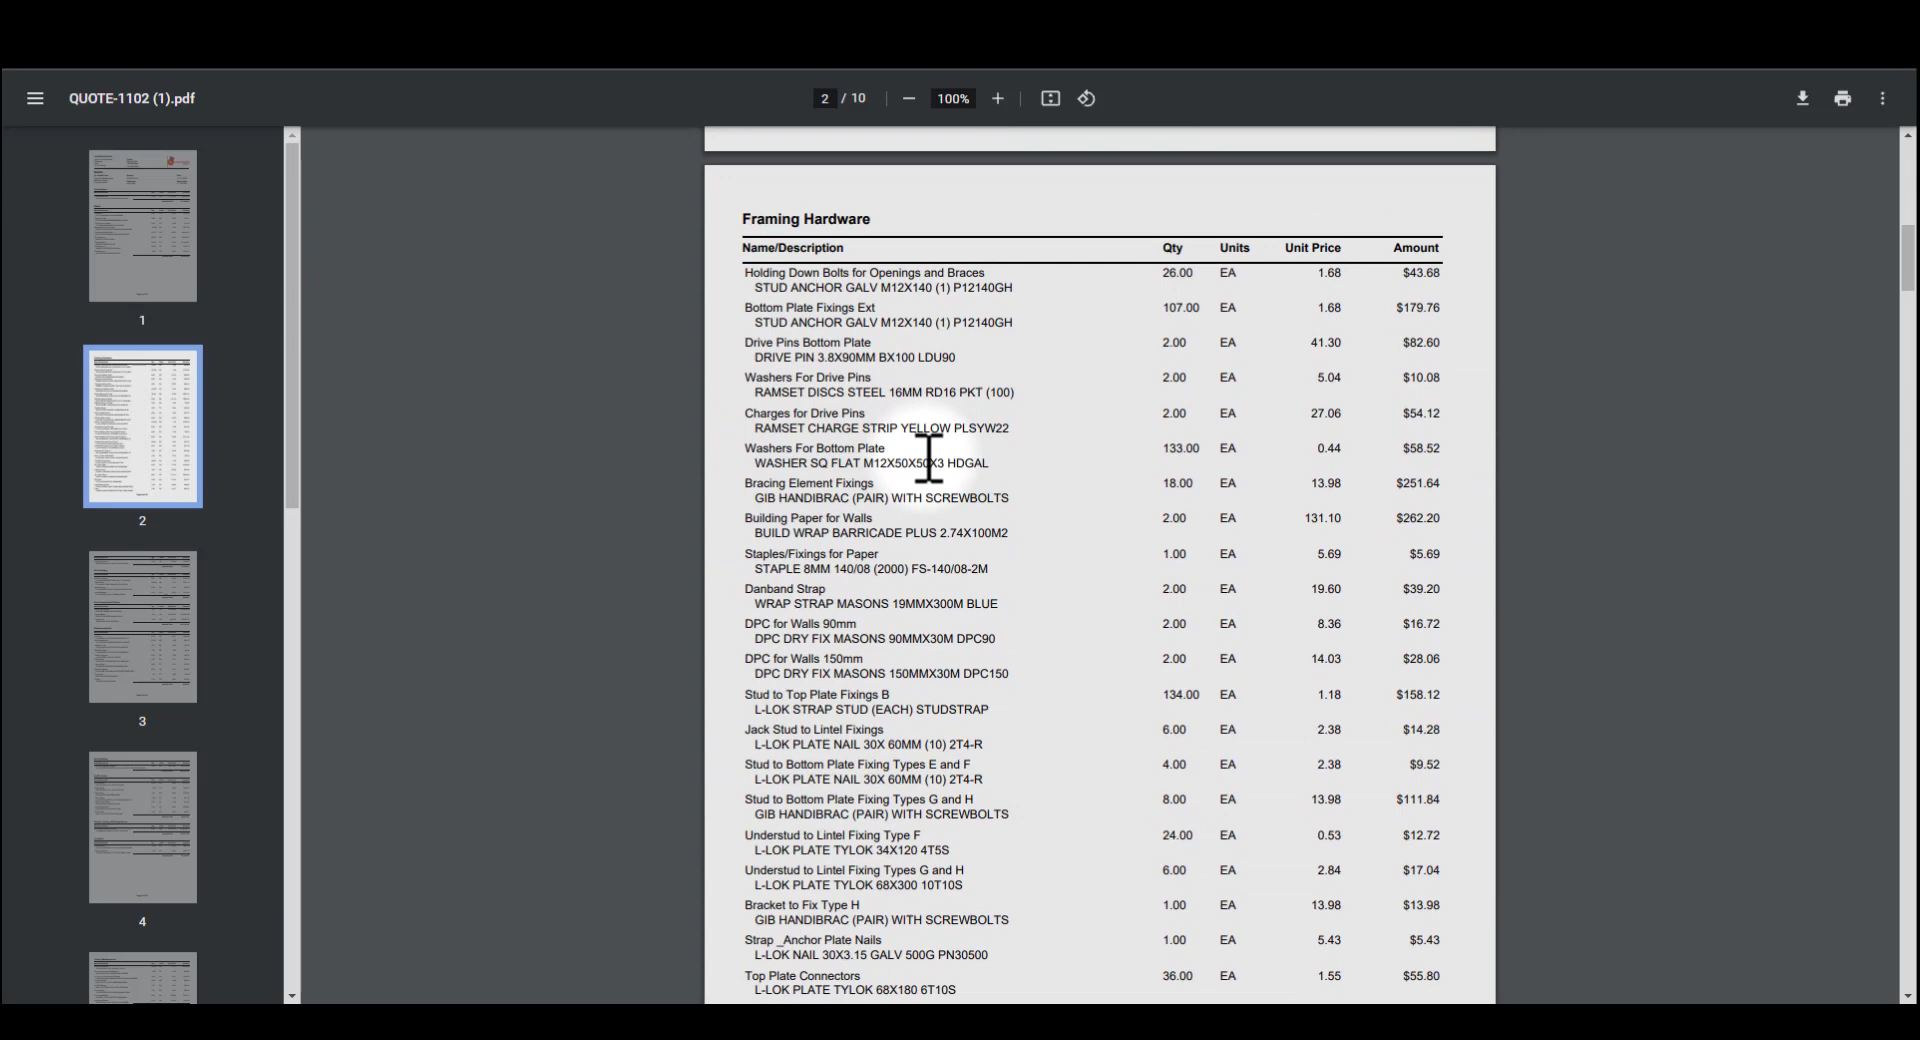 QUOTE-1102 (1).pdf
2 / 10
100%
1
2
3
4
Framing Hardware
Name/Description Qty Units Unit Price Amount
Holding Down Bolts for Openings and Braces 26.00 EA 1.68 $43.68
STUD ANCHOR GALV M12X140 (1) P12140GH
Bottom Plate Fixings Ext 107.00 EA 1.68 $179.76
STUD ANCHOR GALV M12X140 (1) P12140GH
Drive Pins Bottom Plate 2.00 EA 41.30 $82.60
DRIVE PIN 3.8X90MM BX100 LDU90
Washers For Drive Pins 2.00 EA 5.04 $10.08
RAMSET DISCS STEEL 16MM RD16 PKT (100)
Charges for Drive Pins 2.00 EA 27.06 $54.12
RAMSET CHARGE STRIP YELLOW PLSYW22
Washers For Bottom Plate 133.00 EA 0.44 $58.52
WASHER SQ FLAT M12X50X50X3 HDGAL
Bracing Element Fixings 18.00 EA 13.98 $251.64
GIB HANDIBRAC (PAIR) WITH SCREWBOLTS
Building Paper for Walls 2.00 EA 131.10 $262.20
BUILD WRAP BARRICADE PLUS 2.74X100M2
Staples/Fixings for Paper 1.00 EA 5.69 $5.69
STAPLE 8MM 140/08 (2000) FS-140/08-2M
Danband Strap 2.00 EA 19.60 $39.20
WRAP STRAP MASONS 19MMX300M BLUE
DPC for Walls 90mm 2.00 EA 8.36 $16.72
DPC DRY FIX MASONS 90MMX30M DPC90
DPC for Walls 150mm 2.00 EA 14.03 $28.06
DPC DRY FIX MASONS 150MMX30M DPC150
Stud to Top Plate Fixings B 134.00 EA 1.18 $158.12
L-LOK STRAP STUD (EACH) STUDSTRAP
Jack Stud to Lintel Fixings 6.00 EA 2.38 $14.28
L-LOK PLATE NAIL 30X 60MM (10) 2T4-R
Stud to Bottom Plate Fixing Types E and F 4.00 EA 2.38 $9.52
L-LOK PLATE NAIL 30X 60MM (10) 2T4-R
Stud to Bottom Plate Fixing Types G and H 8.00 EA 13.98 $111.84
GIB HANDIBRAC (PAIR) WITH SCREWBOLTS
Understud to Lintel Fixing Type F 24.00 EA 0.53 $12.72
L-LOK PLATE TYLOK 34X120 4T5S
Understud to Lintel Fixing Types G and H 6.00 EA 2.84 $17.04
L-LOK PLATE TYLOK 68X300 10T10S
Bracket to Fix Type H 1.00 EA 13.98 $13.98
GIB HANDIBRAC (PAIR) WITH SCREWBOLTS
Strap _Anchor Plate Nails 1.00 EA 5.43 $5.43
L-LOK NAIL 30X3.15 GALV 500G PN30500
Top Plate Connectors 36.00 EA 1.55 $55.80
L-LOK PLATE TYLOK 68X180 6T10S